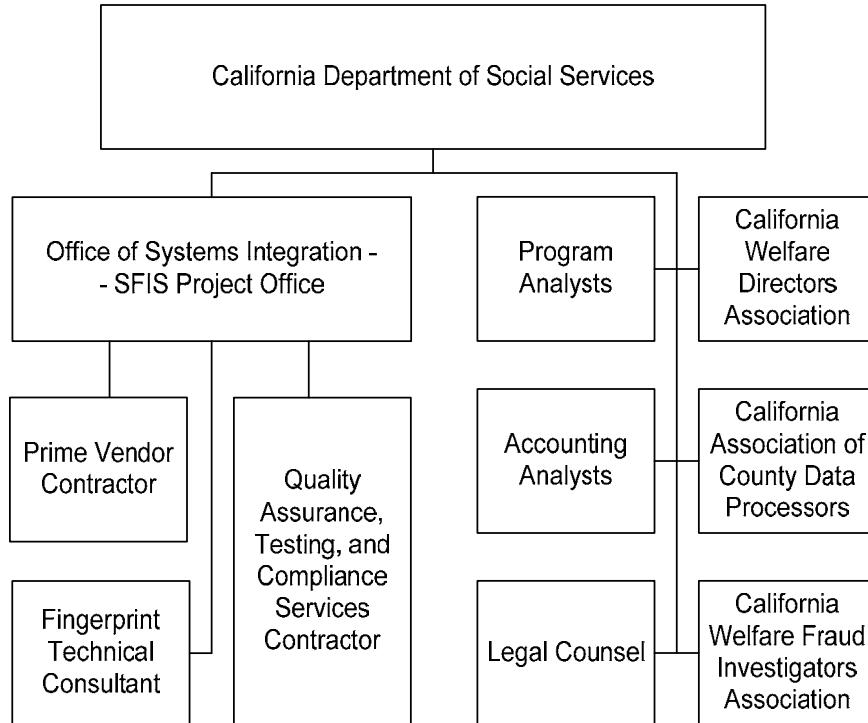 California Department of Social Services
Office of Systems Integration -
- SFIS Project Office
Program
Analysts
California
Welfare
Directors
Association
Prime Vendor
Contractor
Quality
Assurance,
Testing, and
Compliance
Services
Contractor
Accounting
Analysts
California
Association of
County Data
Processors
Fingerprint
Technical
Consultant
Legal Counsel
California
Welfare Fraud
Investigators
Association